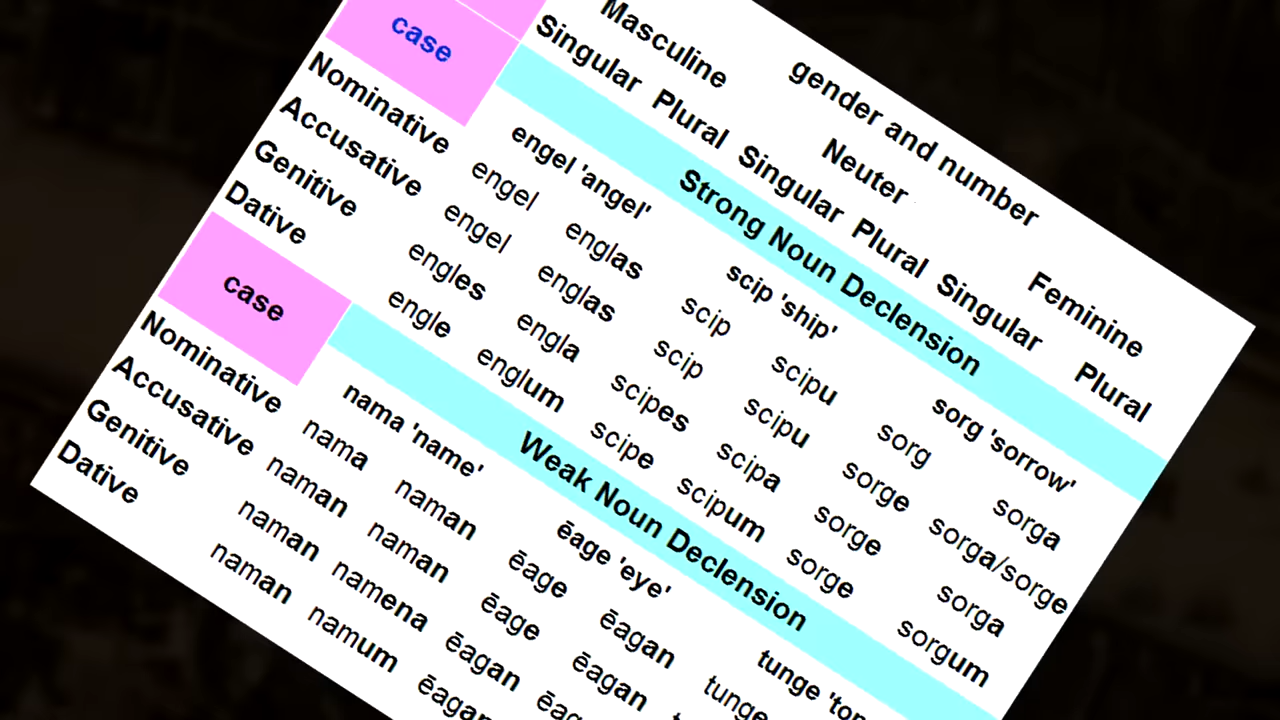 gender and number
case Masculine Neuter Feminine
Singular Plural Singular Plural Singular Plural
Strong Noun Declension
engel 'angel' scip 'ship' sorg 'sorrow'
Nominative engel englas scip scipu sorg sorga
Accusative engel englas scip scipu sorge sorga/sorge
Genitive engles engla scipes scipa sorge sorga
Dative engle englum scipe scipum sorge sorgum
case Weak Noun Declension
nama 'name' ēage 'eye' tunge
Nominative nama naman ēage ēagan tunge
Accusative naman naman ēage ēagan
Genitive naman namena ēagan
Dative naman namum